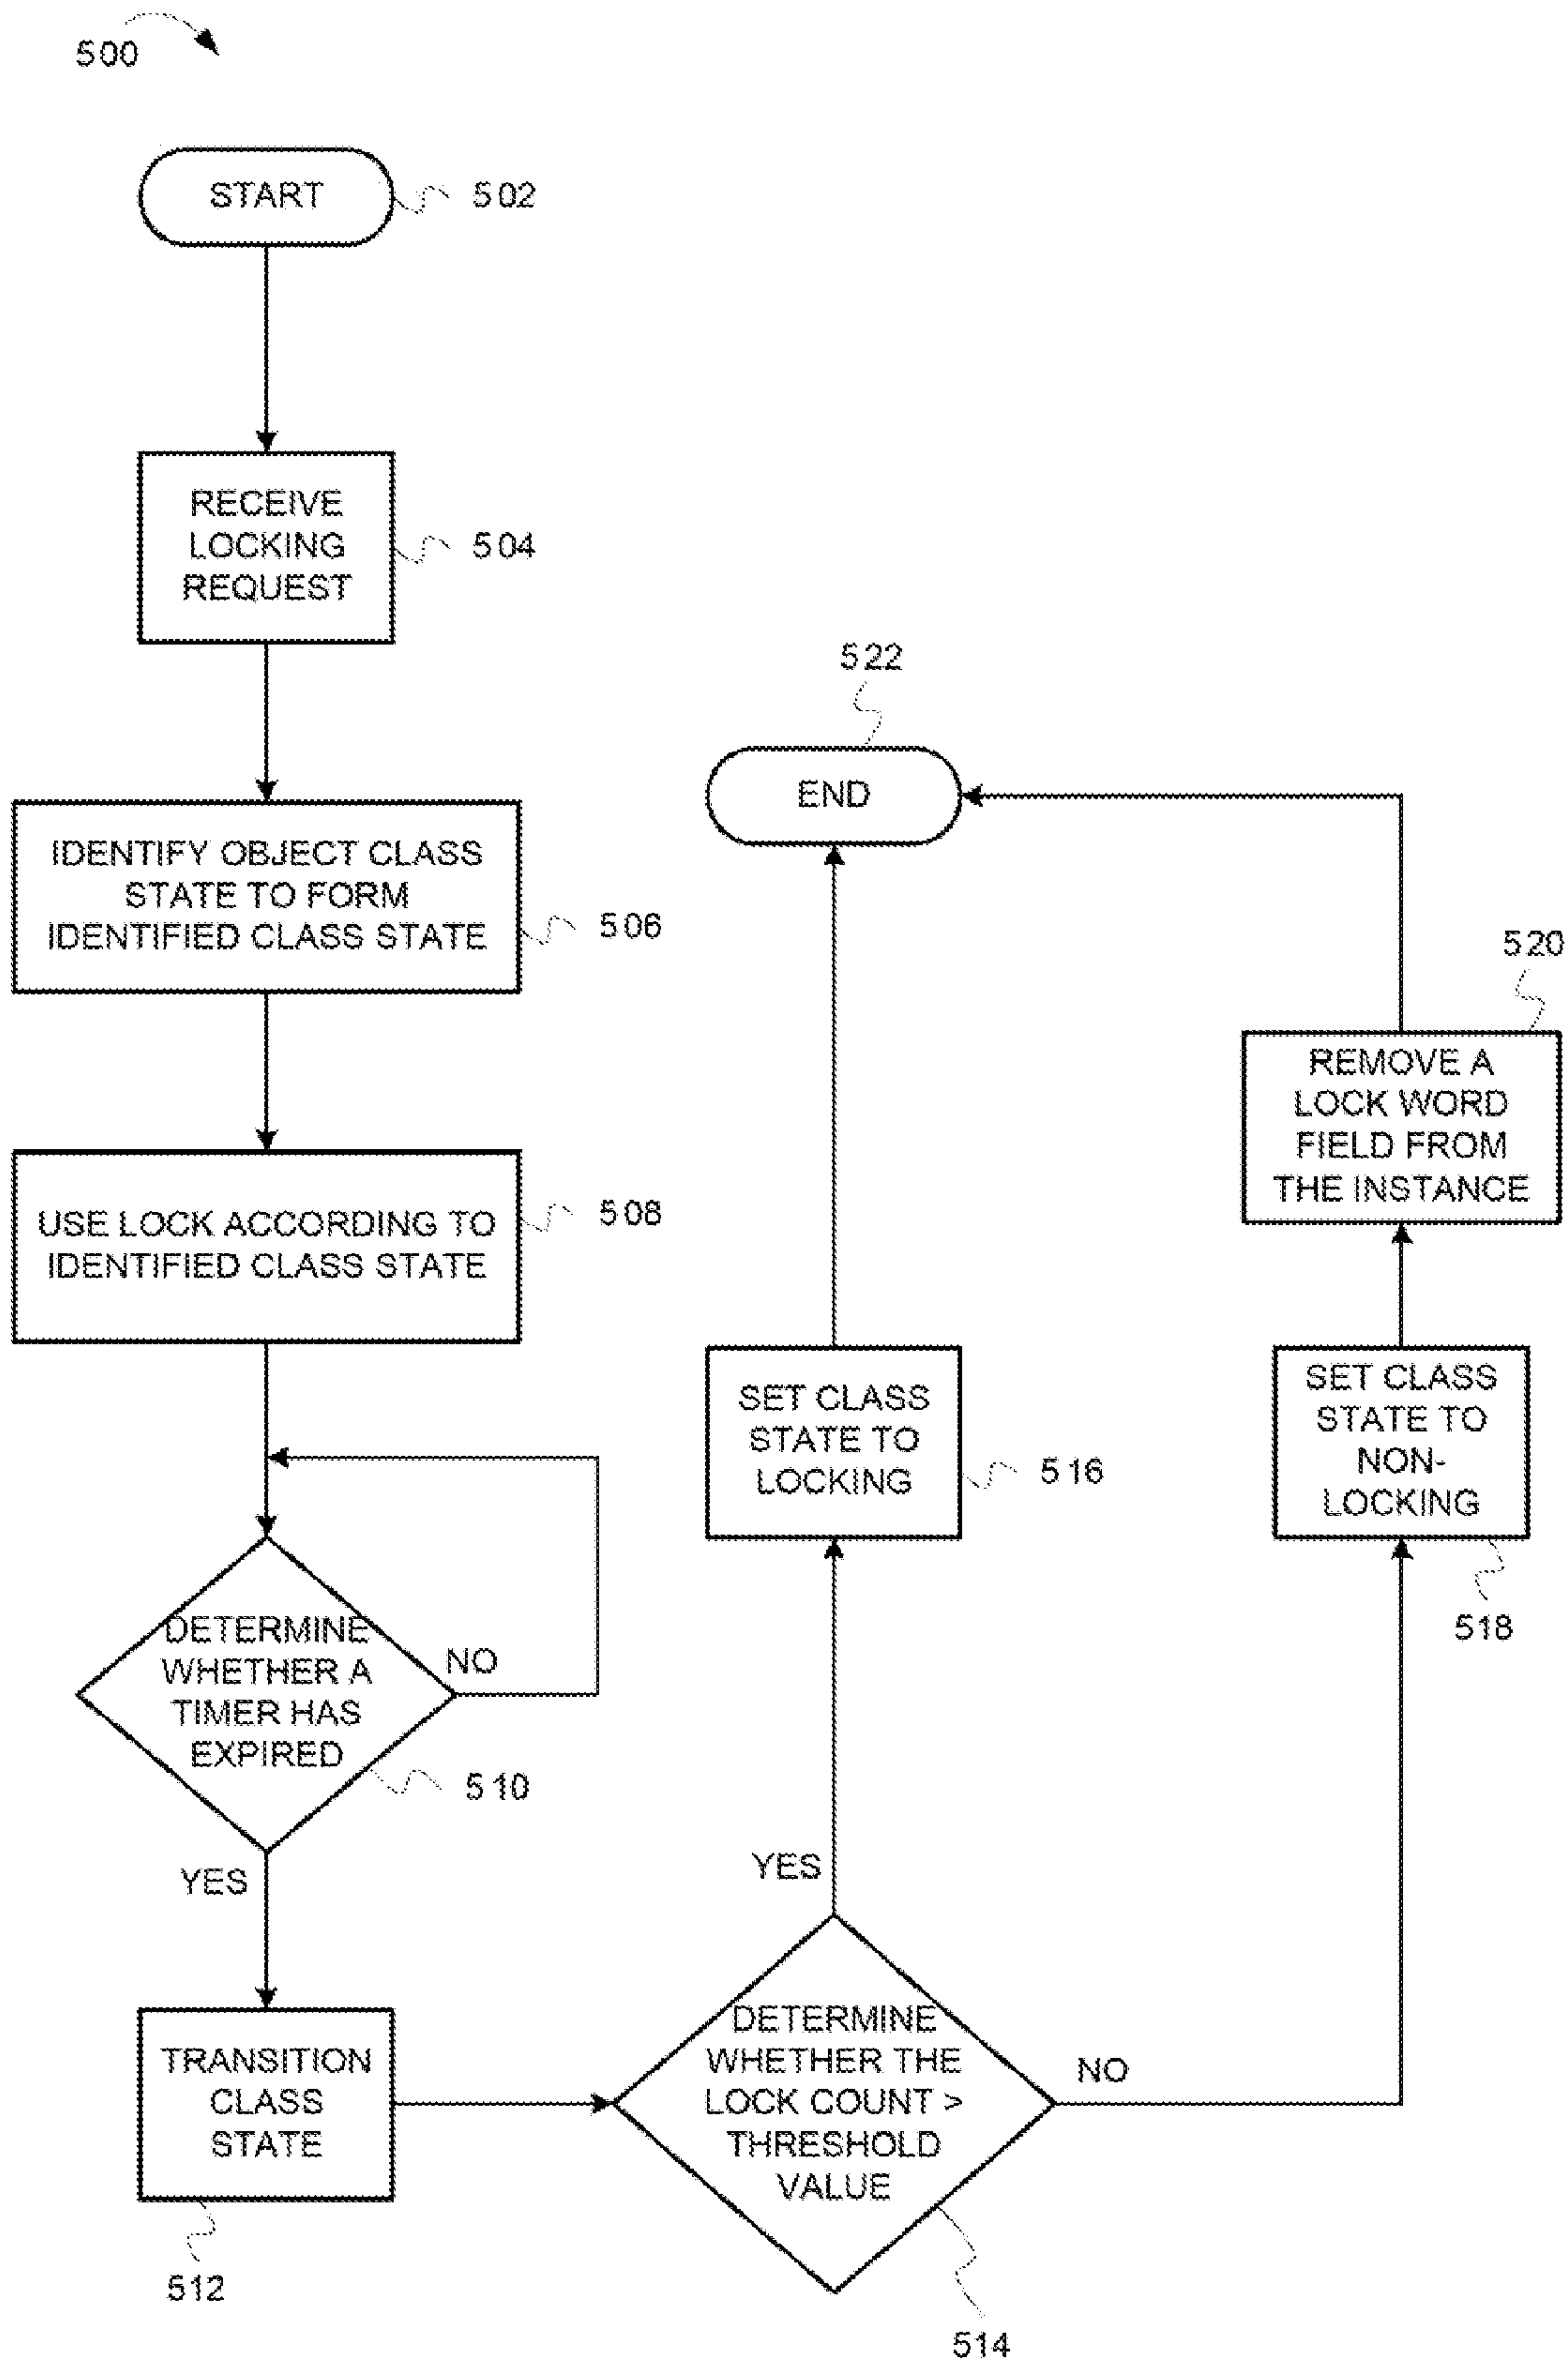 500
START
502
RECEIVE
LOCKING
REQUEST
504
IDENTIFY OBJECT CLASS
STATE TO FORM
IDENTIFIED CLASS STATE
506
USE LOCK ACCORDING TO
IDENTIFIED CLASS STATE
508
DETERMINE
WHETHER A
TIMER HAS
EXPIRED
NO
510
YES
TRANSITION
CLASS
STATE
512
DETERMINE
WHETHER THE
LOCK COUNT >
THRESHOLD
VALUE
514
YES
NO
SET CLASS
STATE TO
LOCKING
516
SET CLASS
STATE TO
NON-
LOCKING
518
REMOVE A
LOCK WORD
FIELD FROM
THE INSTANCE
520
END
522